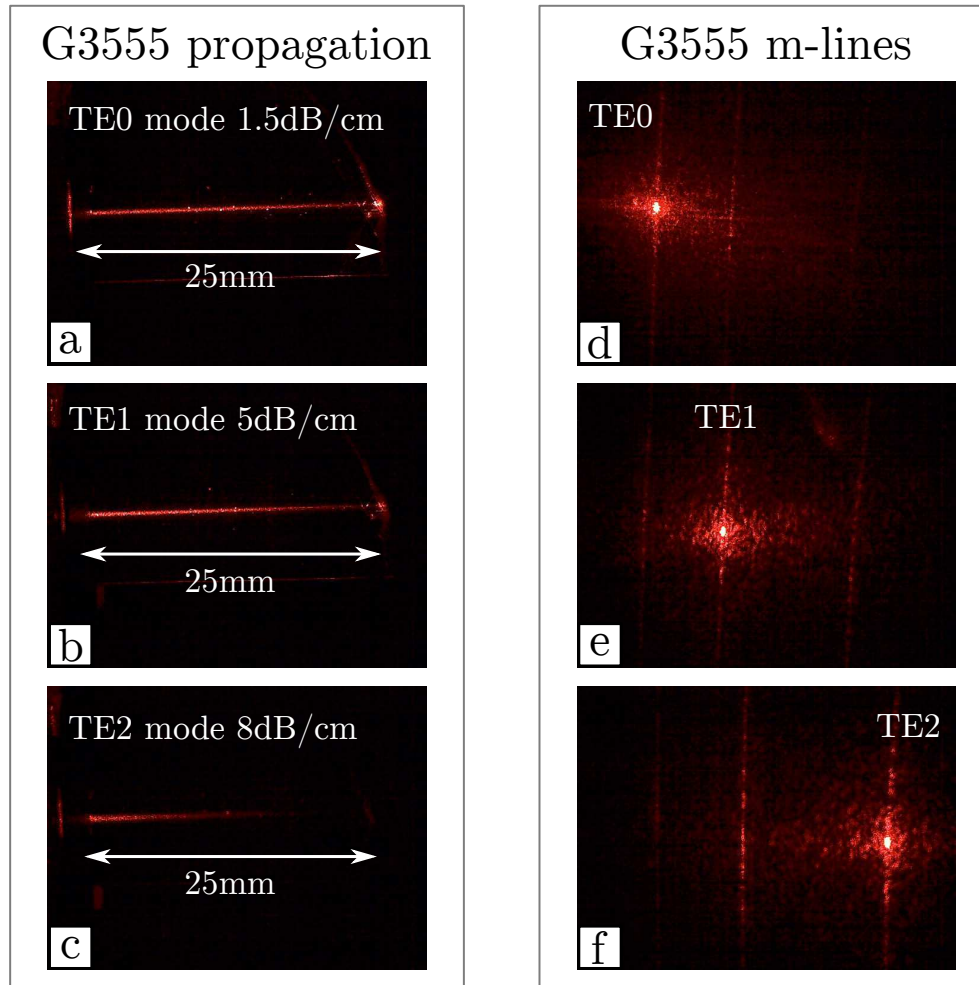 G3555 propagation
TE0 mode 1.5dB/cm
25mm
a
TE1 mode 5dB/cm
25mm
b
TE2 mode 8dB/cm
25mm
c
G3555 m-lines
TE0
d
TE1
e
TE2
f